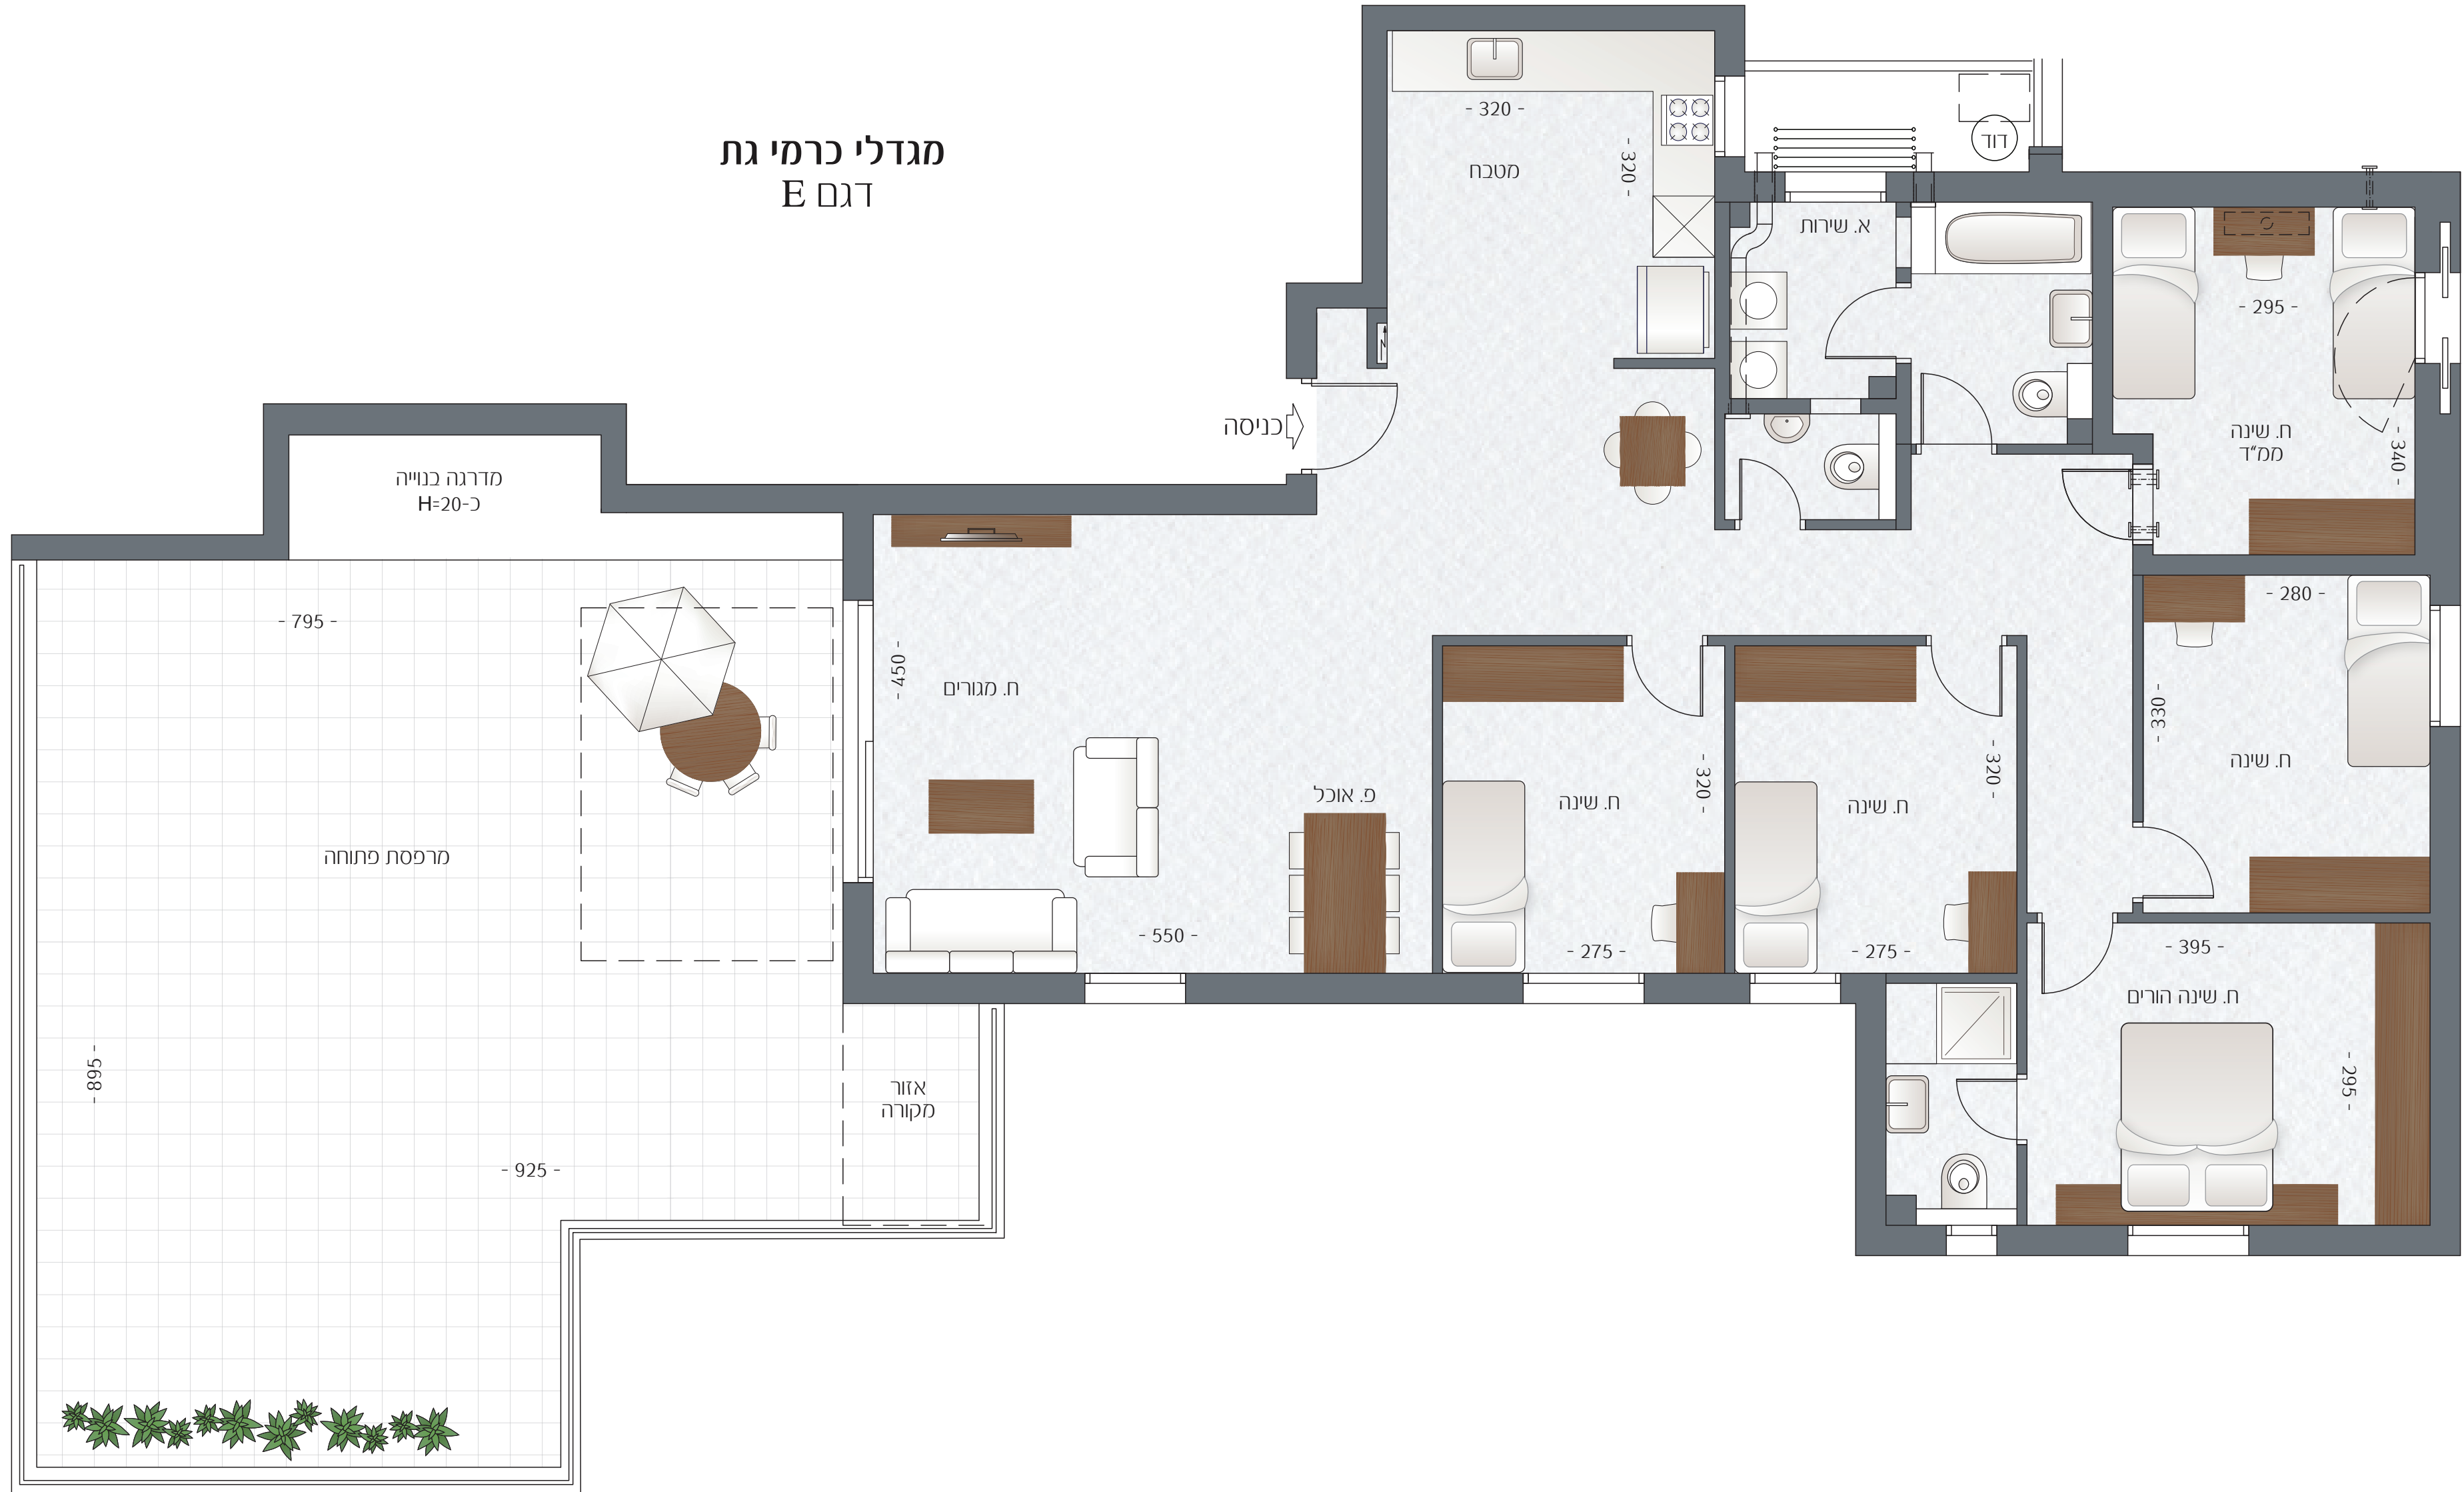 מגדלי כרמי גת
דגם E
- 320 -
מטבח
- 320 -
דוד
א. שירות
- 295 -
ח. שינה
ממ"ד
- 340 -
כניסה
מדרגה בנוייה
כ-H=20
- 795 -
- 450 -
ח. מגורים
מרפסת פתוחה
פ. אוכל
- 550 -
ח. שינה
- 320 -
- 275 -
ח. שינה
- 320 -
- 275 -
- 280 -
- 330 -
ח. שינה
- 395 -
ח. שינה הורים
- 295 -
- 895 -
אזור
מקורה
- 925 -